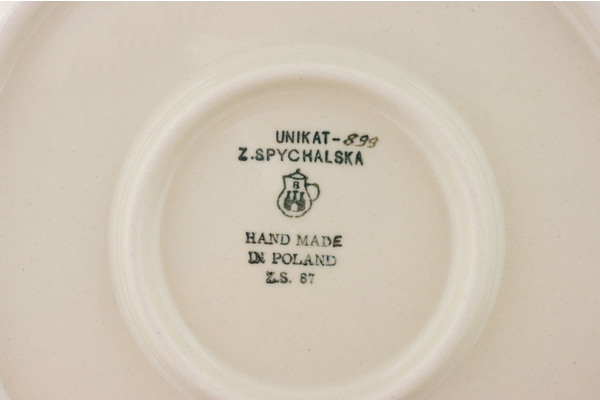 UNIKAT-899
Z.SPYCHALSKA
B
HAND MADE
IN POLAND
Z.S. 87